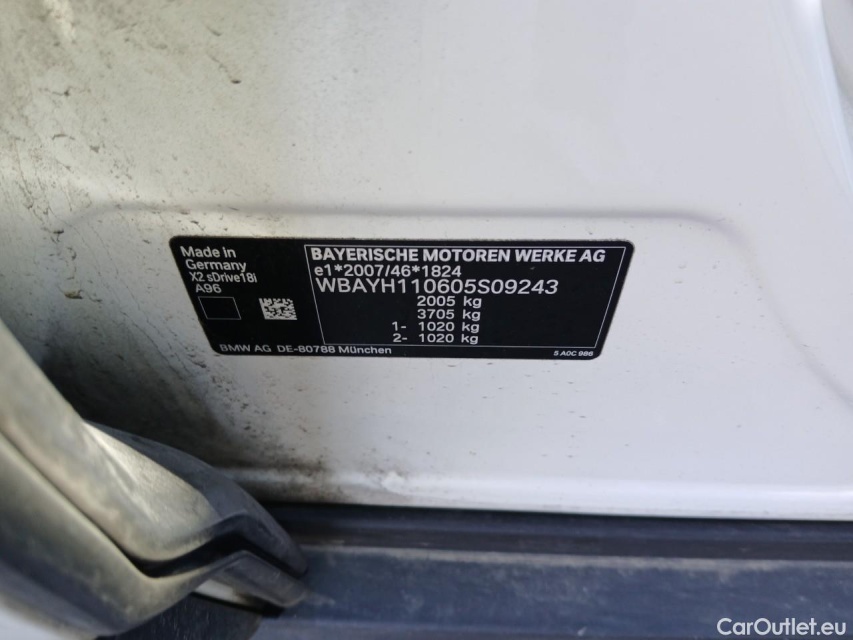 Made in
Germany
X2 sDrive18i
A96
BAYERISCHE MOTOREN WERKE AG
e1*2007/46*1824
WBAYH110605S09243
2005 kg
3705 kg
1- 1020 kg
2- 1020 kg
BMW AG DE-80788 München
5 A0C 986
CarOutlet.eu